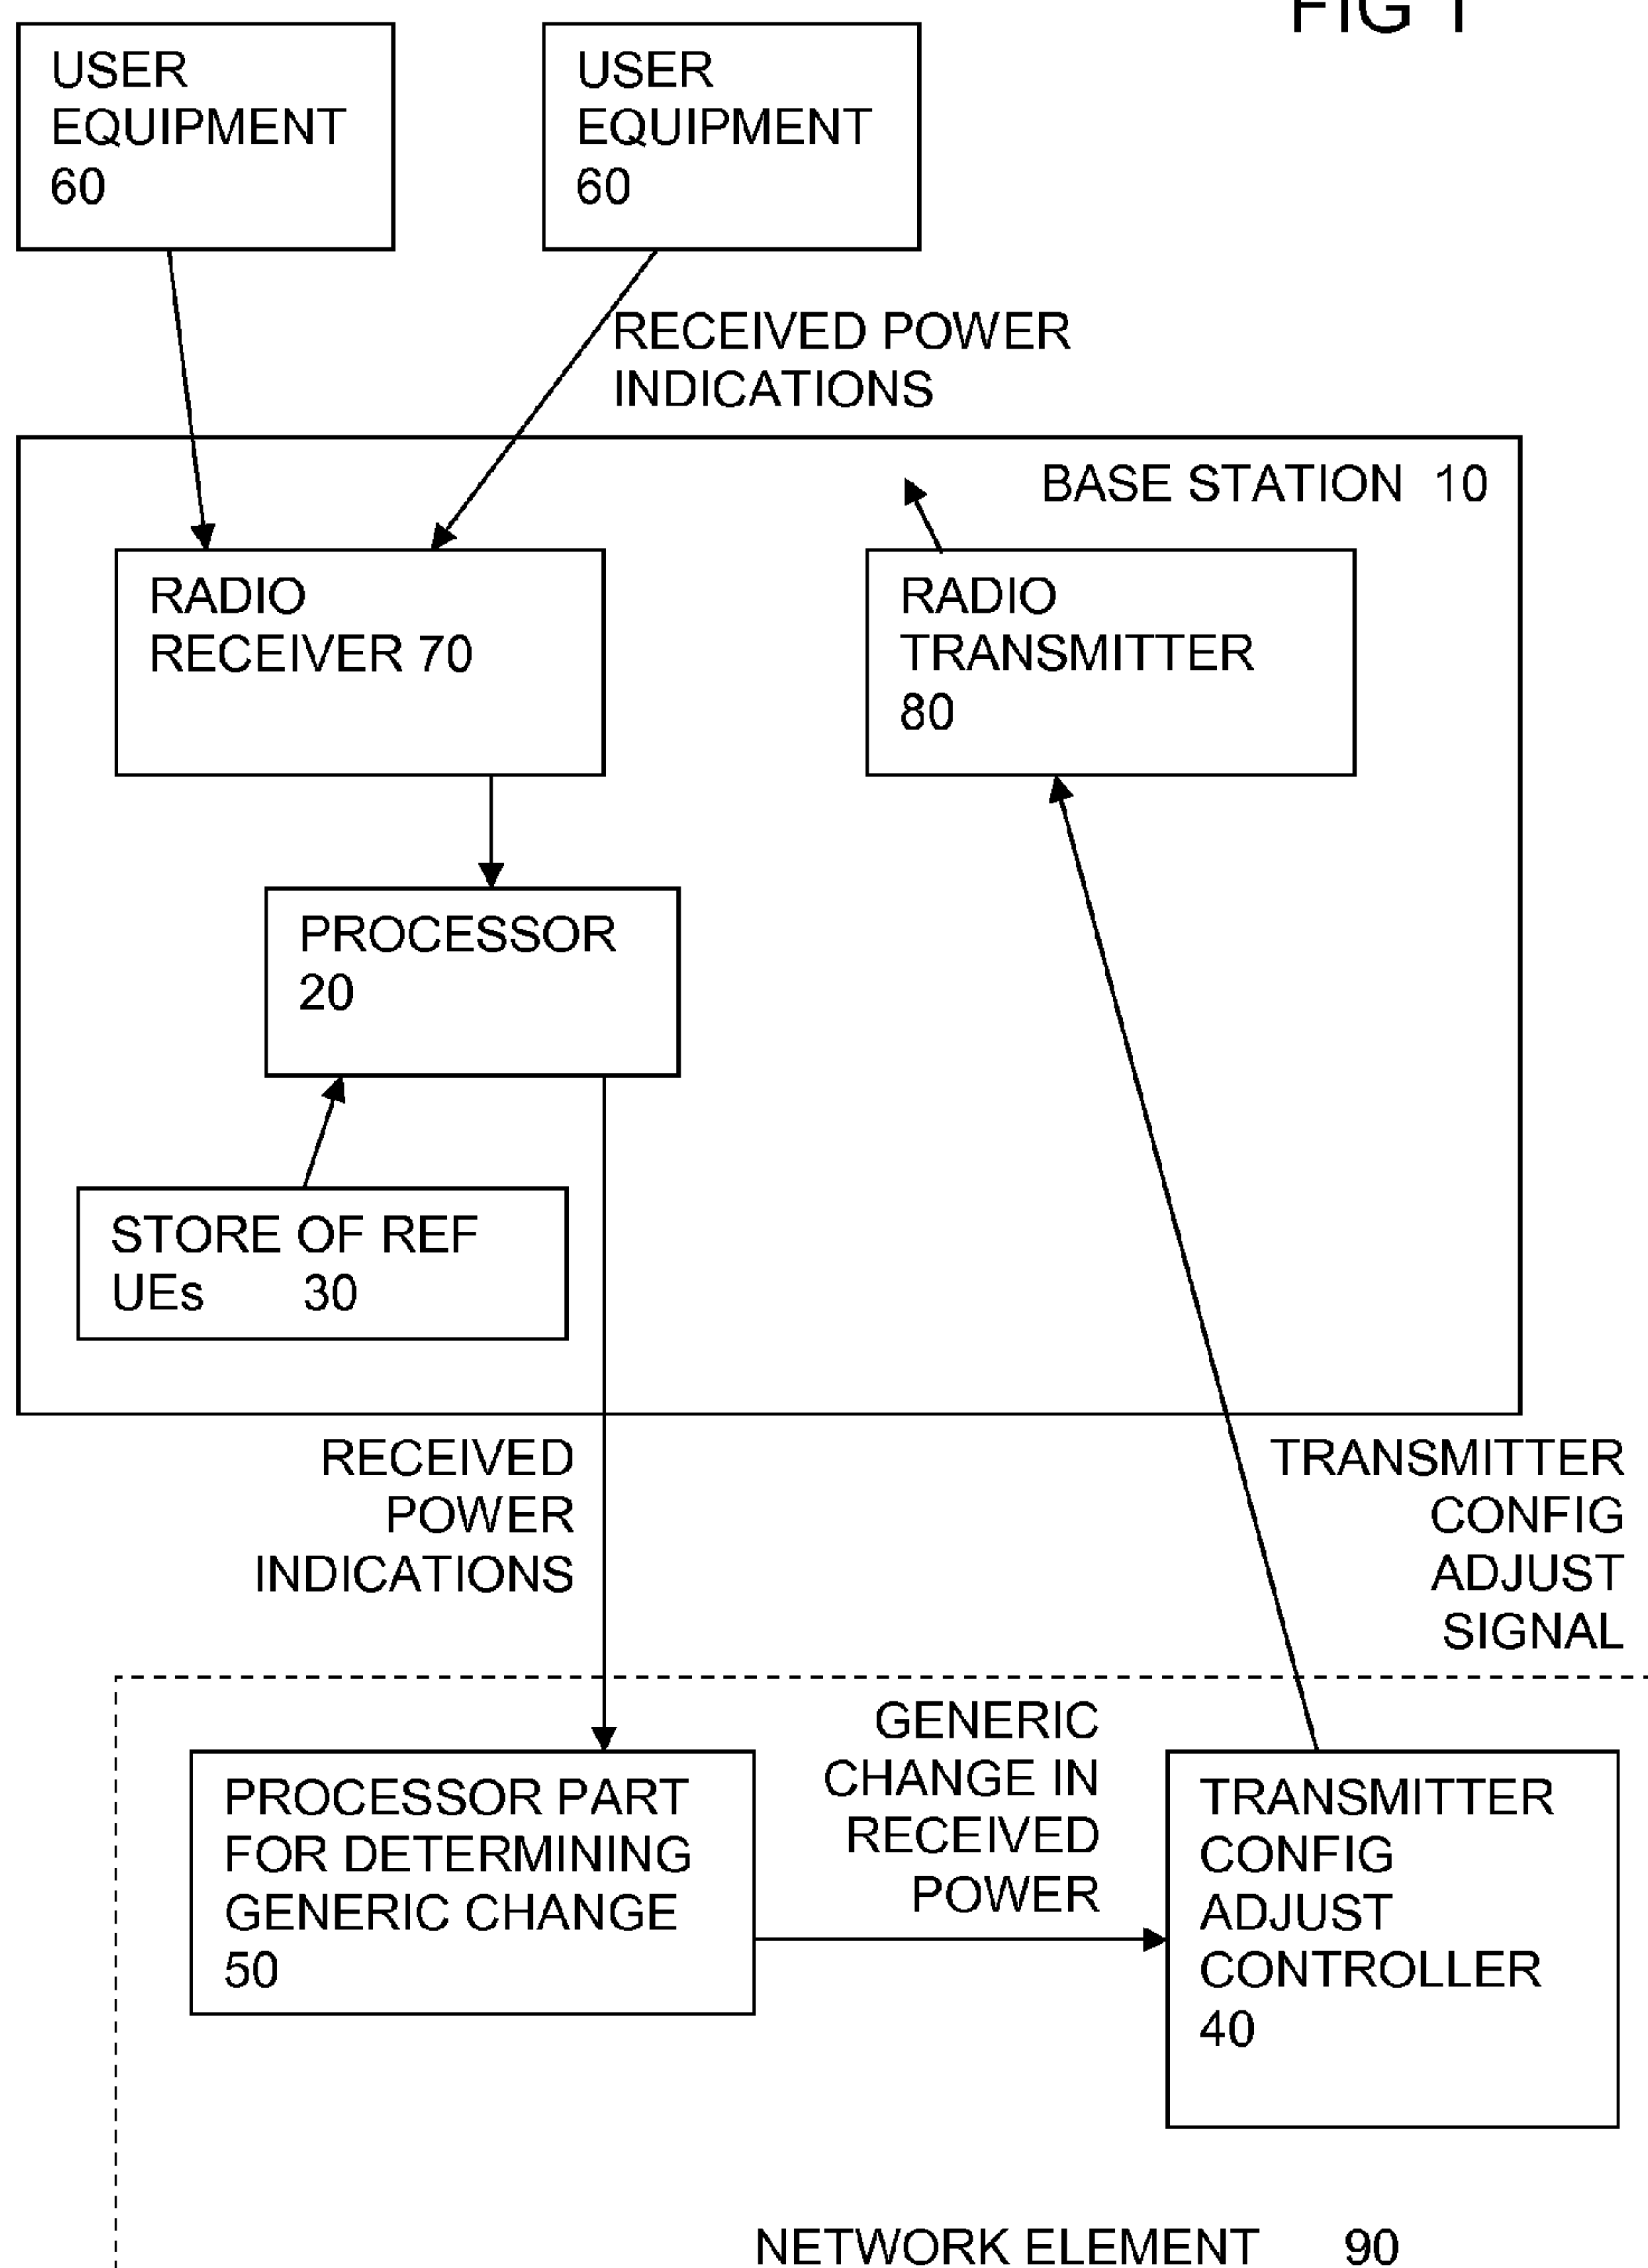 FIG 1
USER
EQUIPMENT
60
USER
EQUIPMENT
60
RECEIVED POWER
INDICATIONS
BASE STATION 10
RADIO
RECEIVER 70
RADIO
TRANSMITTER
80
PROCESSOR
20
STORE OF REF
UEs 30
RECEIVED
POWER
INDICATIONS
TRANSMITTER
CONFIG
ADJUST
SIGNAL
PROCESSOR PART
FOR DETERMINING
GENERIC CHANGE
50
GENERIC
CHANGE IN
RECEIVED
POWER
TRANSMITTER
CONFIG
ADJUST
CONTROLLER
40
NETWORK ELEMENT 90